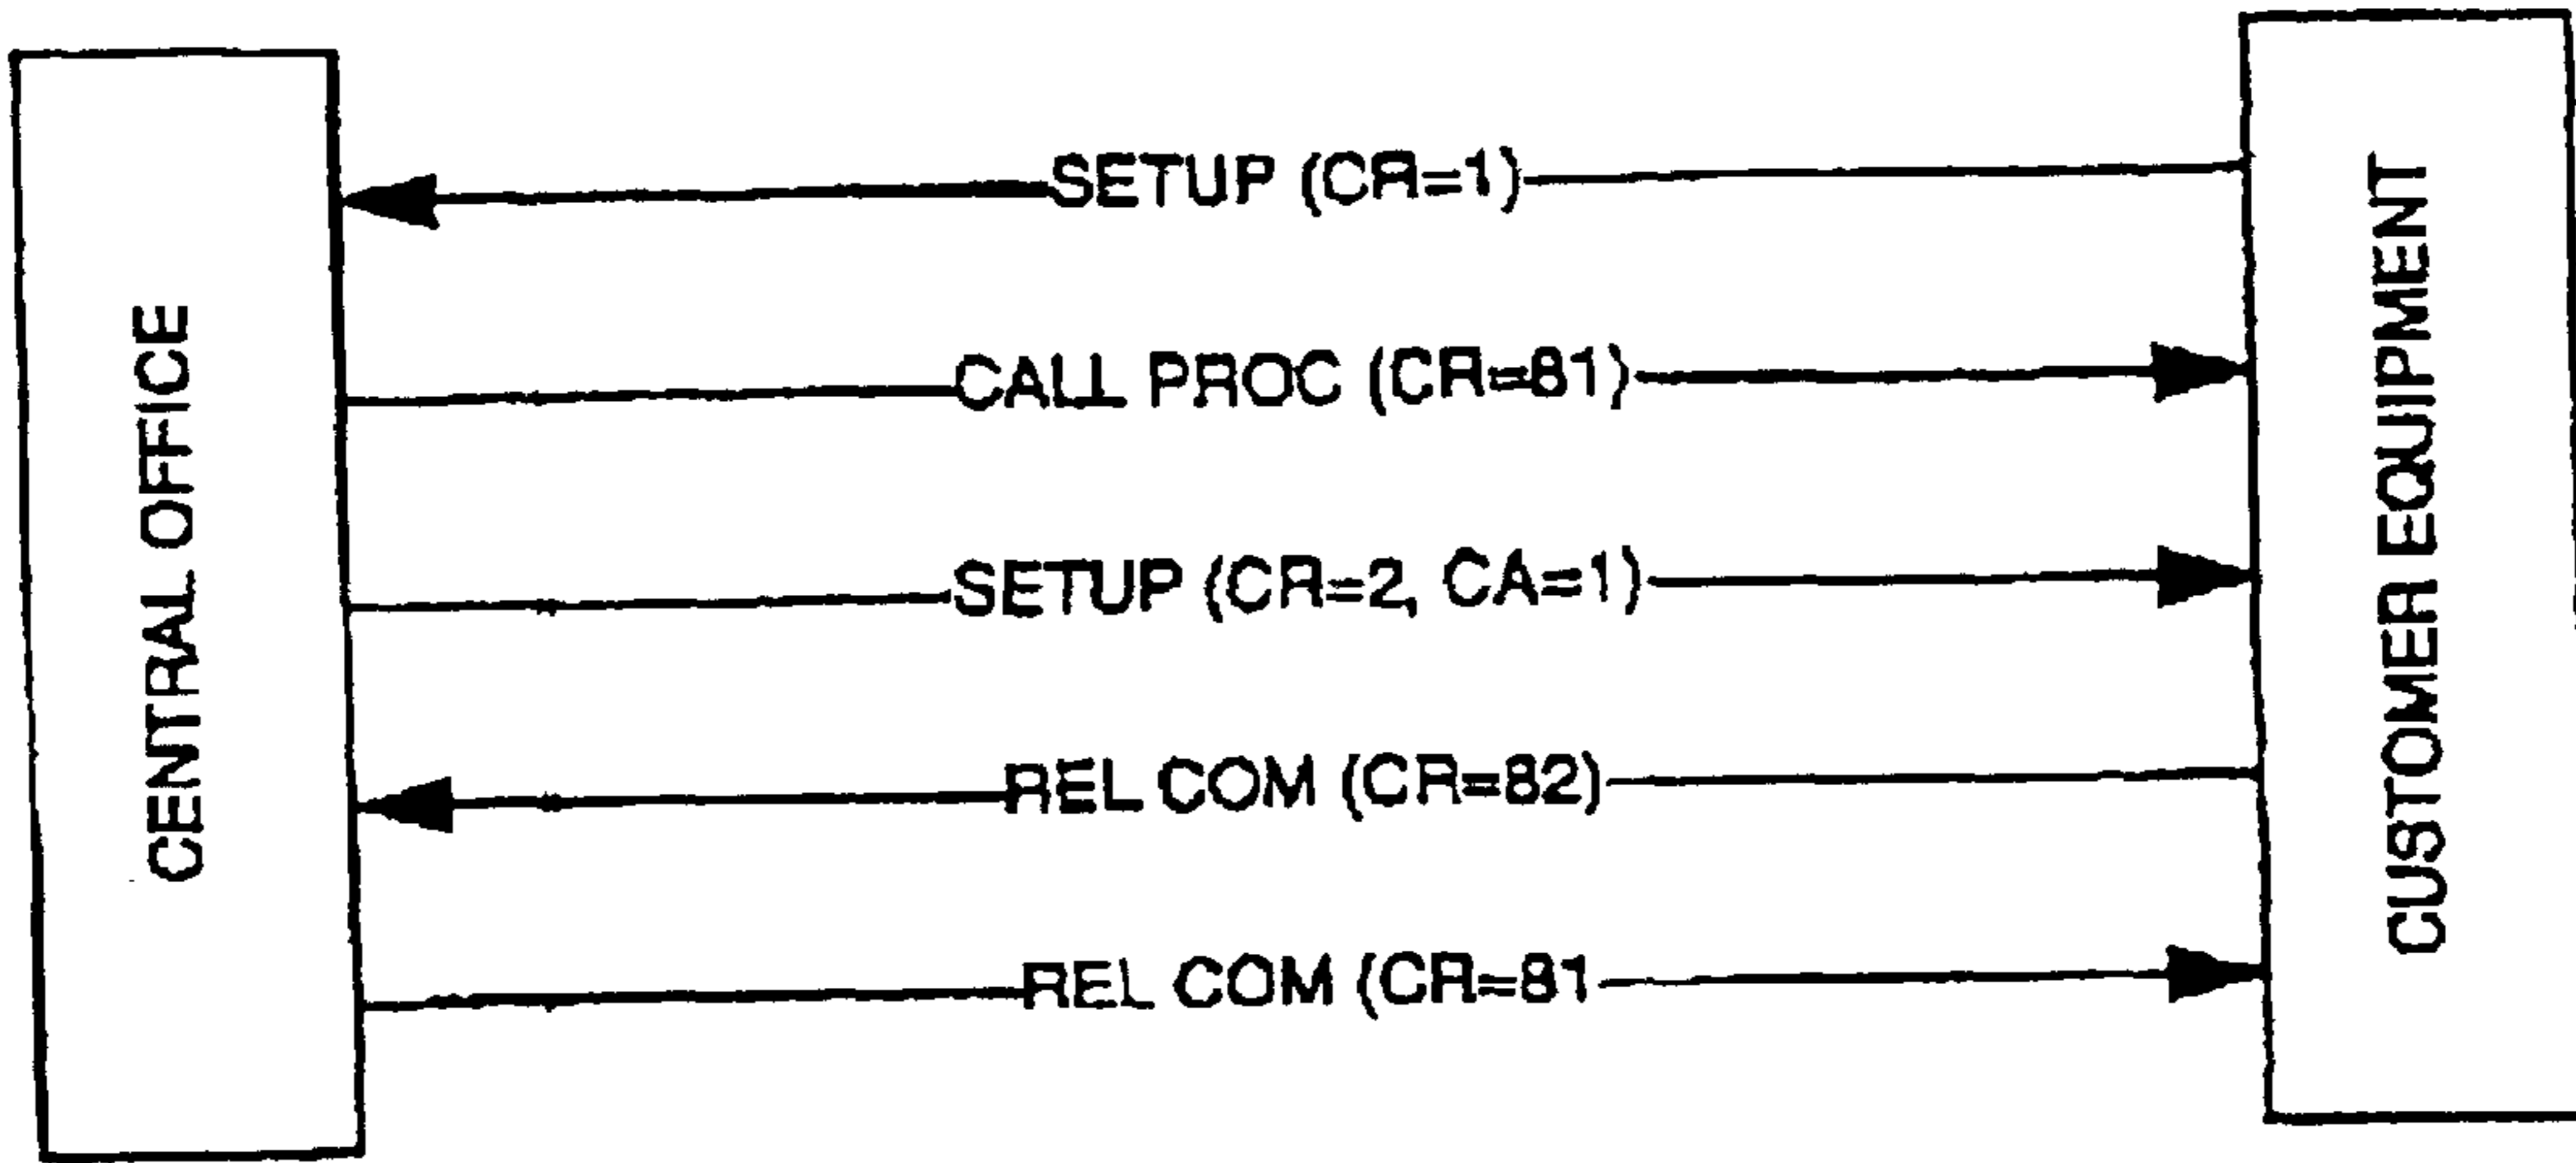 CENTRAL OFFICE
SETUP (CR=1)
CALL PROC (CR=81)
SETUP (CR=2, CA=1)
REL COM (CR=82)
REL COM (CR=81
CUSTOMER EQUIPMENT